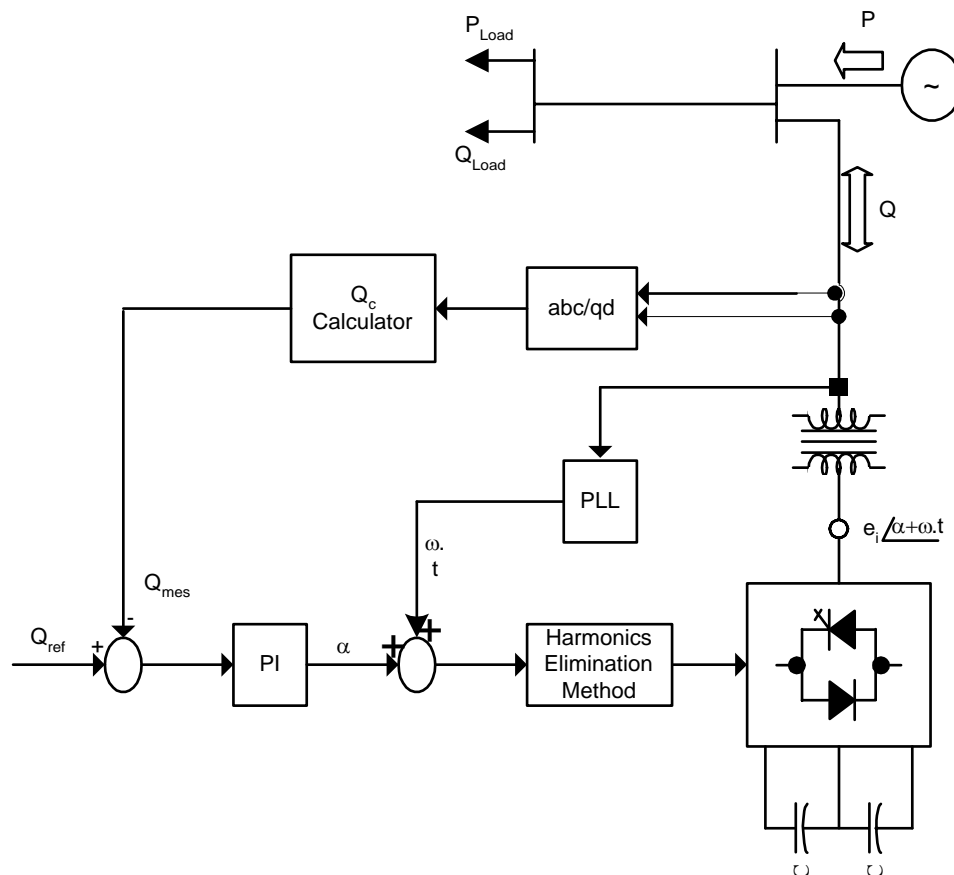 P
P_Load
~
Q_Load
Q
Q_c
Calculator
abc/qd
PLL
e_i α+ω.t
ω.
t
Q_mes
-
Q_ref
+
PI
α
+
+
Harmonics
Elimination
Method